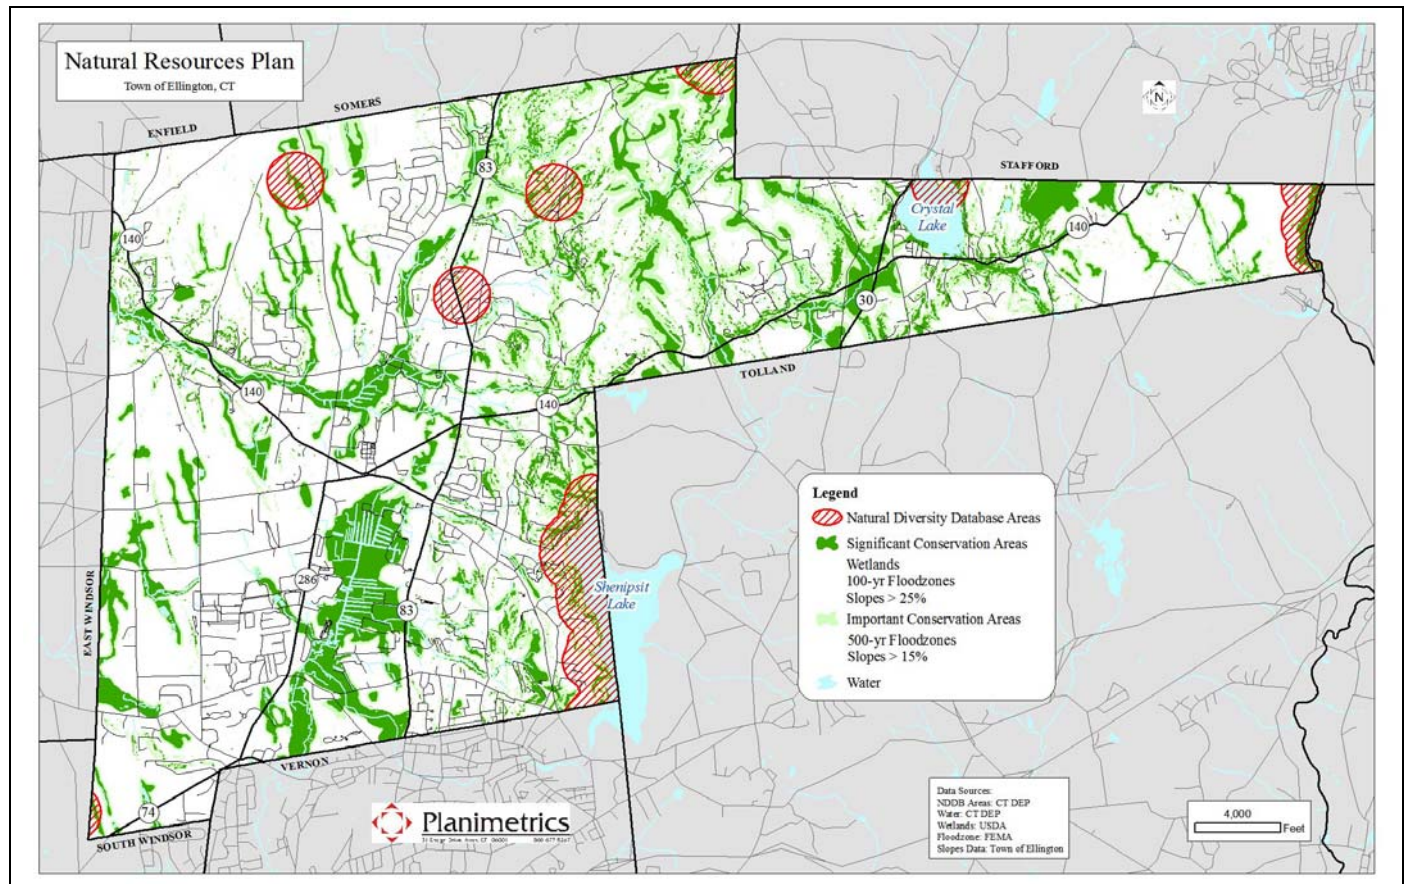 Natural Resources Plan
Town of Ellington, CT
ENFIELD
SOMERS
STAFFORD
83
140
Crystal
Lake
140
30
TOLLAND
140
140
Legend
Natural Diversity Database Areas
Significant Conservation Areas
Wetlands
100-yr Floodzones
Slopes > 25%
Important Conservation Areas
500-yr Floodzones
Slopes > 15%
Water
EAST WINDSOR
286
83
Shenipsit
Lake
VERNON
74
SOUTH WINDSOR
Planimetrics
Data Sources:
NDDB Areas: CT DEP
Water: CT DEP
Wetlands: USDA
Floodzone: FEMA
Slopes Data: Town of Ellington
4,000
Feet
N